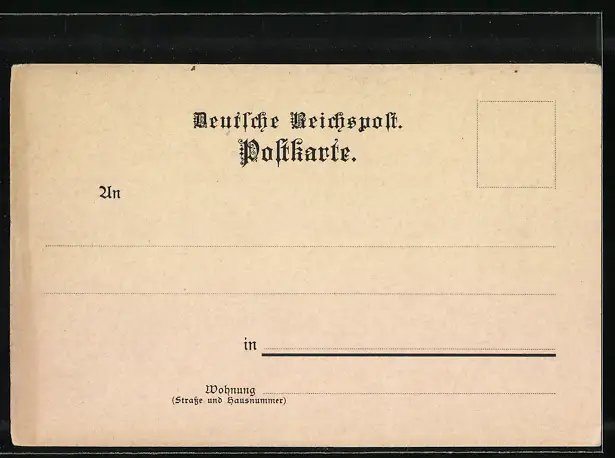 Deutsche Reichspost.
Postkarte.
An
in
Wohnung
(Straße und Hausnummer)